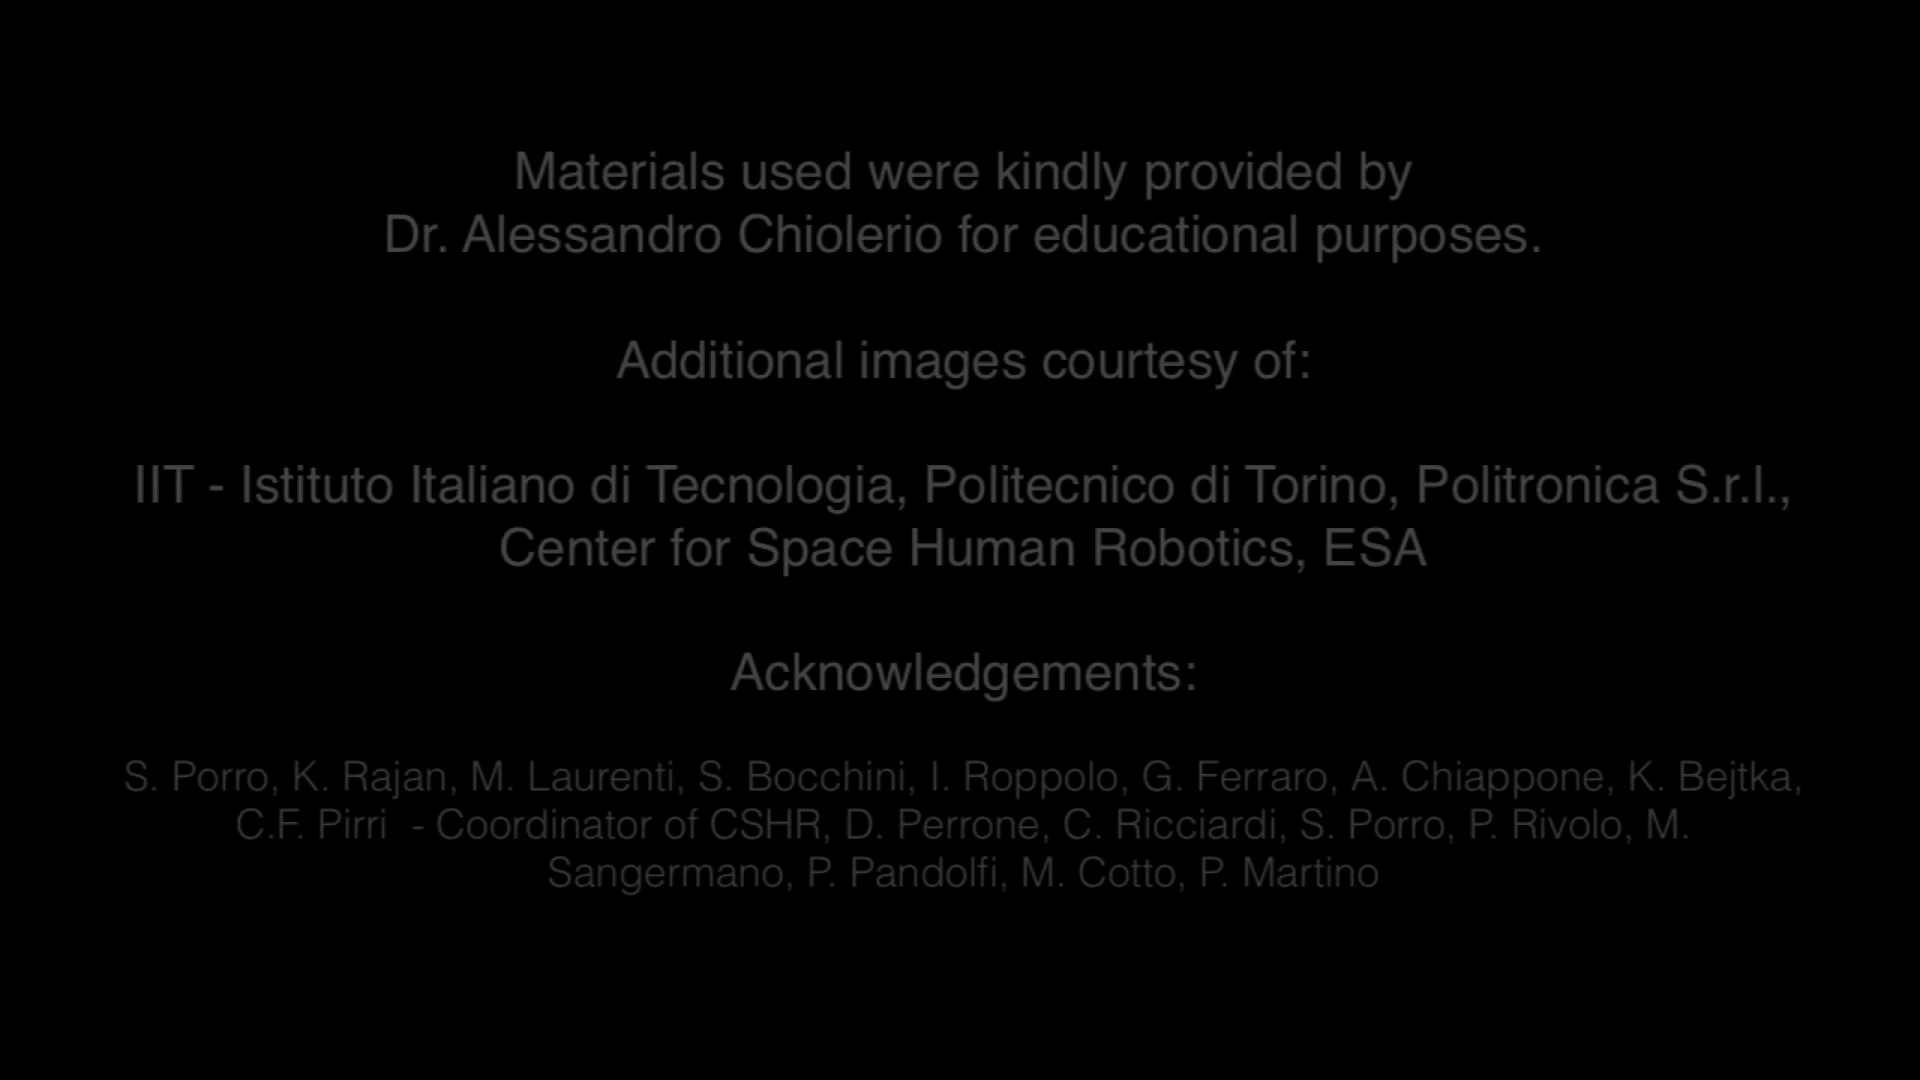 Materials used were kindly provided by
Dr. Alessandro Chiolerio for educational purposes.
Additional images courtesy of:
IIT - Istituto Italiano di Tecnologia, Politecnico di Torino, Politronica S.r.l.,
Center for Space Human Robotics, ESA
Acknowledgements:
S. Porro, K. Rajan, M. Laurenti, S. Bocchini, I. Roppolo, G. Ferraro, A. Chiappone, K. Bejtka,
C.F. Pirri  - Coordinator of CSHR, D. Perrone, C. Ricciardi, S. Porro, P. Rivolo, M.
Sangermano, P. Pandolfi, M. Cotto, P. Martino